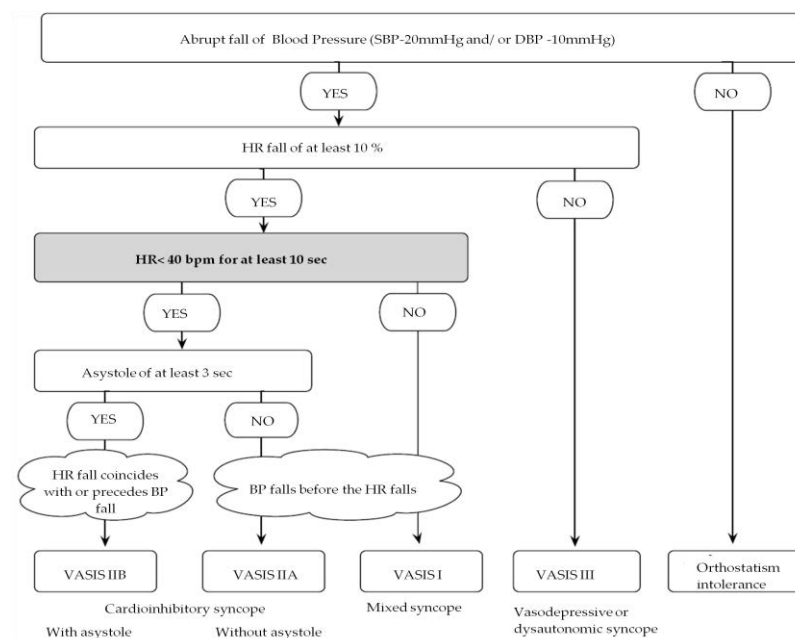 Abrupt fall of Blood Pressure (SBP-20mmHg and/ or DBP -10mmHg)
YES
NO
HR fall of at least 10 %
YES
NO
HR< 40 bpm for at least 10 sec
YES
NO
Asystole of at least 3 sec
YES
NO
HR fall coincides
with or precedes BP
fall
BP falls before the HR falls
VASIS IIB
VASIS IIA
VASIS I
VASIS III
Orthostatism
intolerance
Cardioinhibitory syncope
Mixed syncope
Vasodepressive or
dysautonomic syncope
With asystole
Without asystole